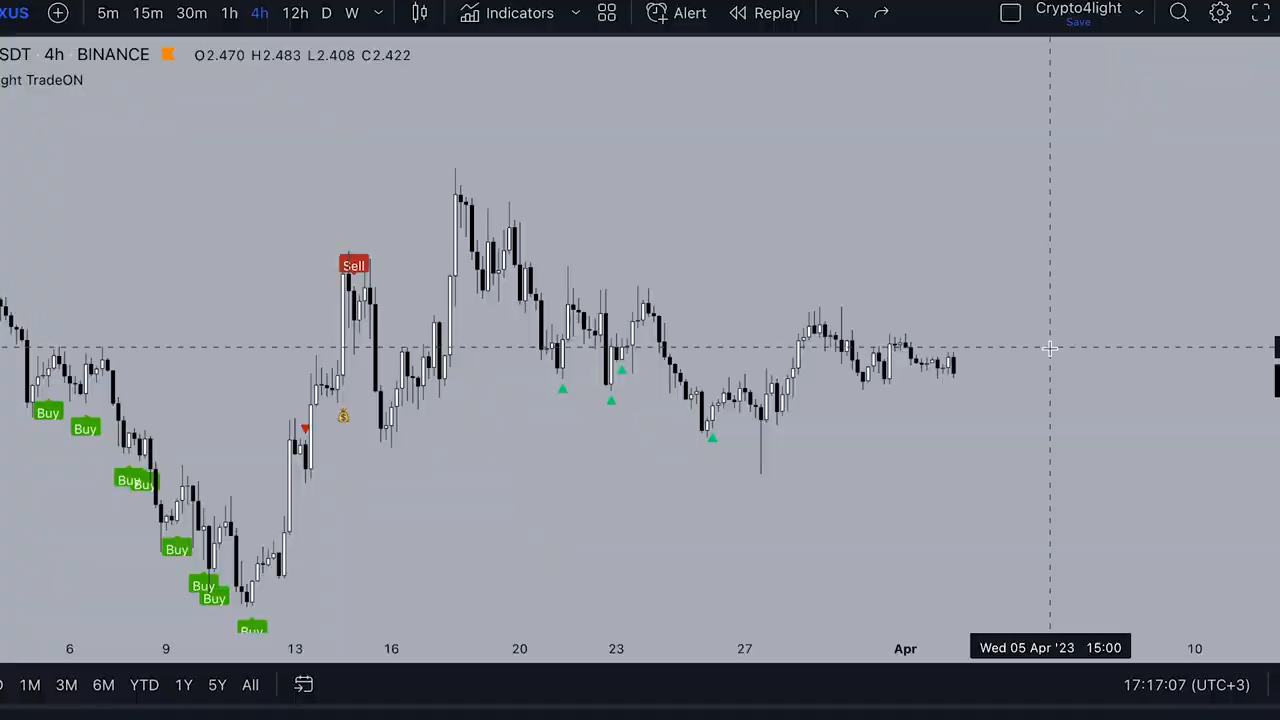 XUS 5m 15m 30m 1h 4h 12h D W Indicators Alert Replay Crypto4light
Save
SDT 4h BINANCE O2.470 H2.483 L2.408 C2.422
ght TradeON
Sell
Buy
Buy
Buy
Buy
Buy
Buy
Buy
Buy
6 9 13 16 20 23 27 Apr Wed 05 Apr '23 15:00 10
1M 3M 6M YTD 1Y 5Y All 17:17:07 (UTC+3)